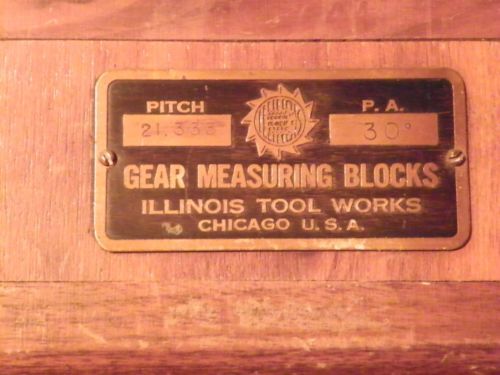 PITCH P. A.
21.333 30°
GEAR MEASURING BLOCKS
ILLINOIS TOOL WORKS
CHICAGO U.S.A.